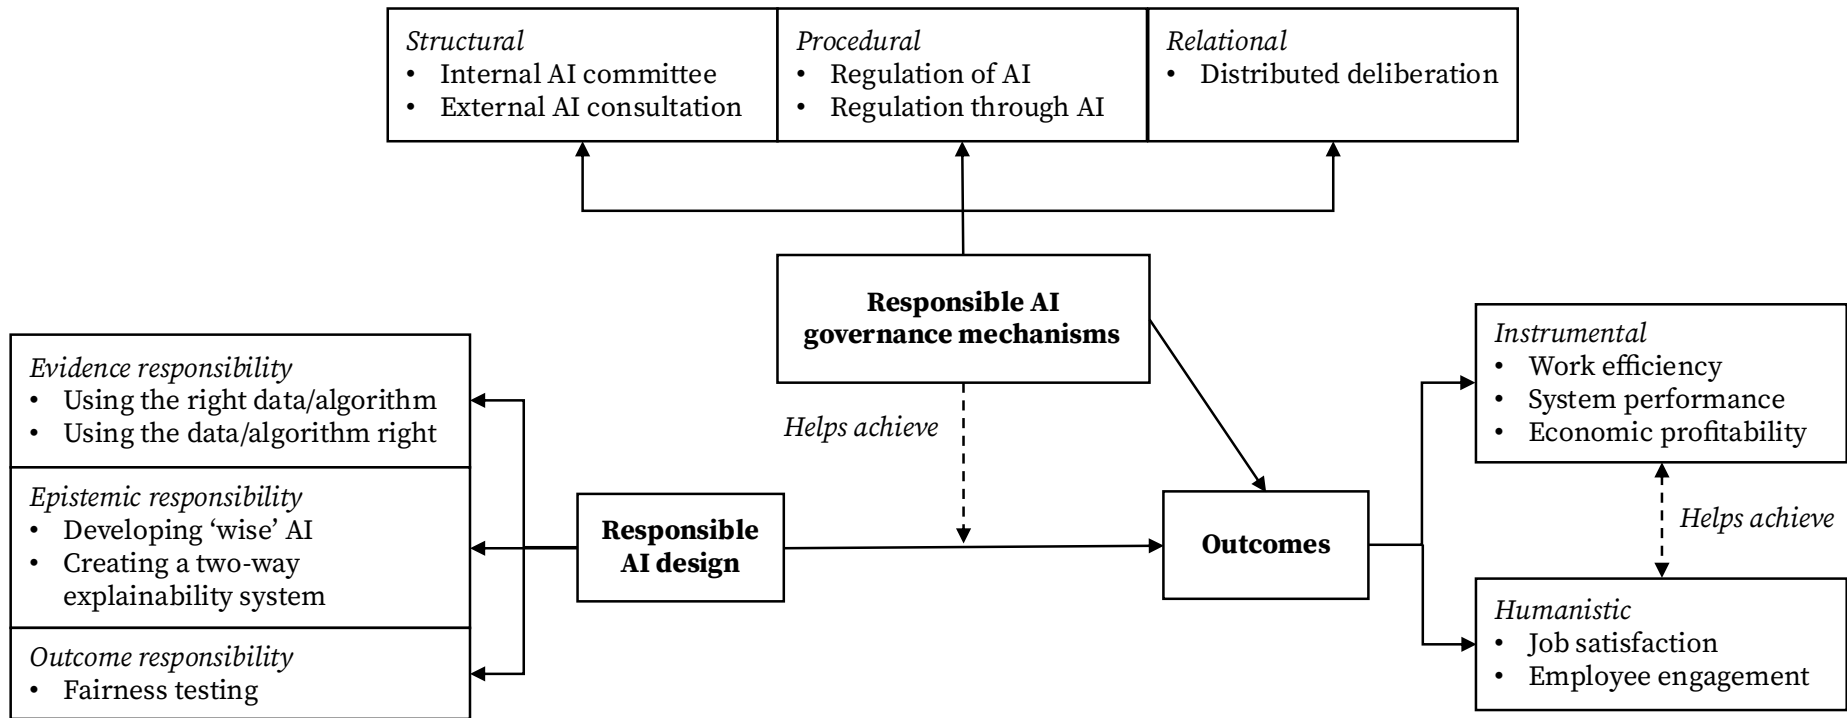 Structural
• Internal AI committee
• External AI consultation
Procedural
• Regulation of AI
• Regulation through AI
Relational
• Distributed deliberation
Responsible AI
governance mechanisms
Helps achieve
Evidence responsibility
• Using the right data/algorithm
• Using the data/algorithm right
Epistemic responsibility
• Developing ‘wise’ AI
• Creating a two-way
explainability system
Outcome responsibility
• Fairness testing
Responsible
AI design
Outcomes
Instrumental
• Work efficiency
• System performance
• Economic profitability
Helps achieve
Humanistic
• Job satisfaction
• Employee engagement